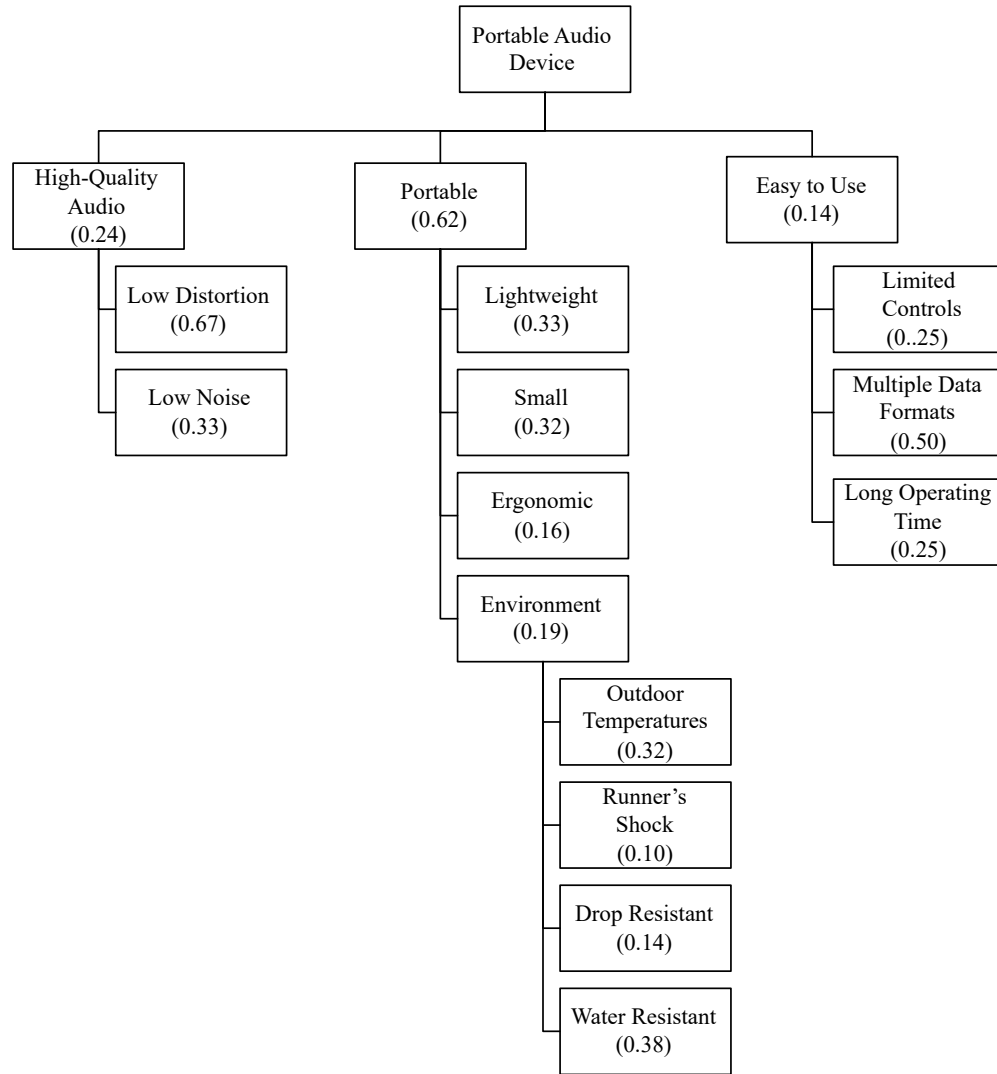 Portable Audio
Device
High-Quality
Audio
(0.24)
Low Distortion
(0.67)
Low Noise
(0.33)
Portable
(0.62)
Lightweight
(0.33)
Small
(0.32)
Ergonomic
(0.16)
Environment
(0.19)
Outdoor
Temperatures
(0.32)
Runner’s
Shock
(0.10)
Drop Resistant
(0.14)
Water Resistant
(0.38)
Easy to Use
(0.14)
Limited
Controls
(0..25)
Multiple Data
Formats
(0.50)
Long Operating
Time
(0.25)